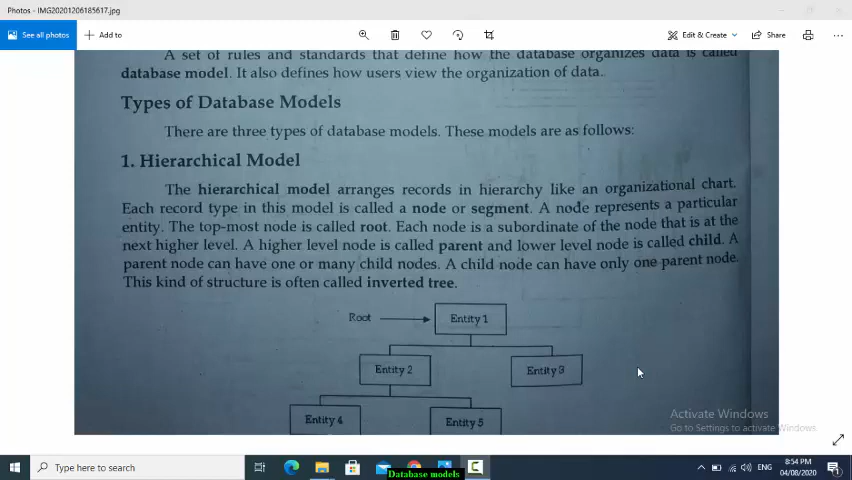 Photos - IMG20201206185617.jpg
See all photos
Add to
Edit & Create
Share
A set of rules and standards that define how the database organizes data is called
database model. It also defines how users view the organization of data.
Types of Database Models
There are three types of database models. These models are as follows:
1. Hierarchical Model
The hierarchical model arranges records in hierarchy like an organizational chart.
Each record type in this model is called a node or segment. A node represents a particular
entity. The top-most node is called root. Each node is a subordinate of the node that is at the
next higher level. A higher level node is called parent and lower level node is called child. A
parent node can have one or many child nodes. A child node can have only one parent node.
This kind of structure is often called inverted tree.
Root
Entity 1
Entity 2
Entity 3
Entity 4
Entity 5
Activate Windows
Go to Settings to activate Windows.
Type here to search
Database models
ENG
8:54 PM
04/08/2020
1